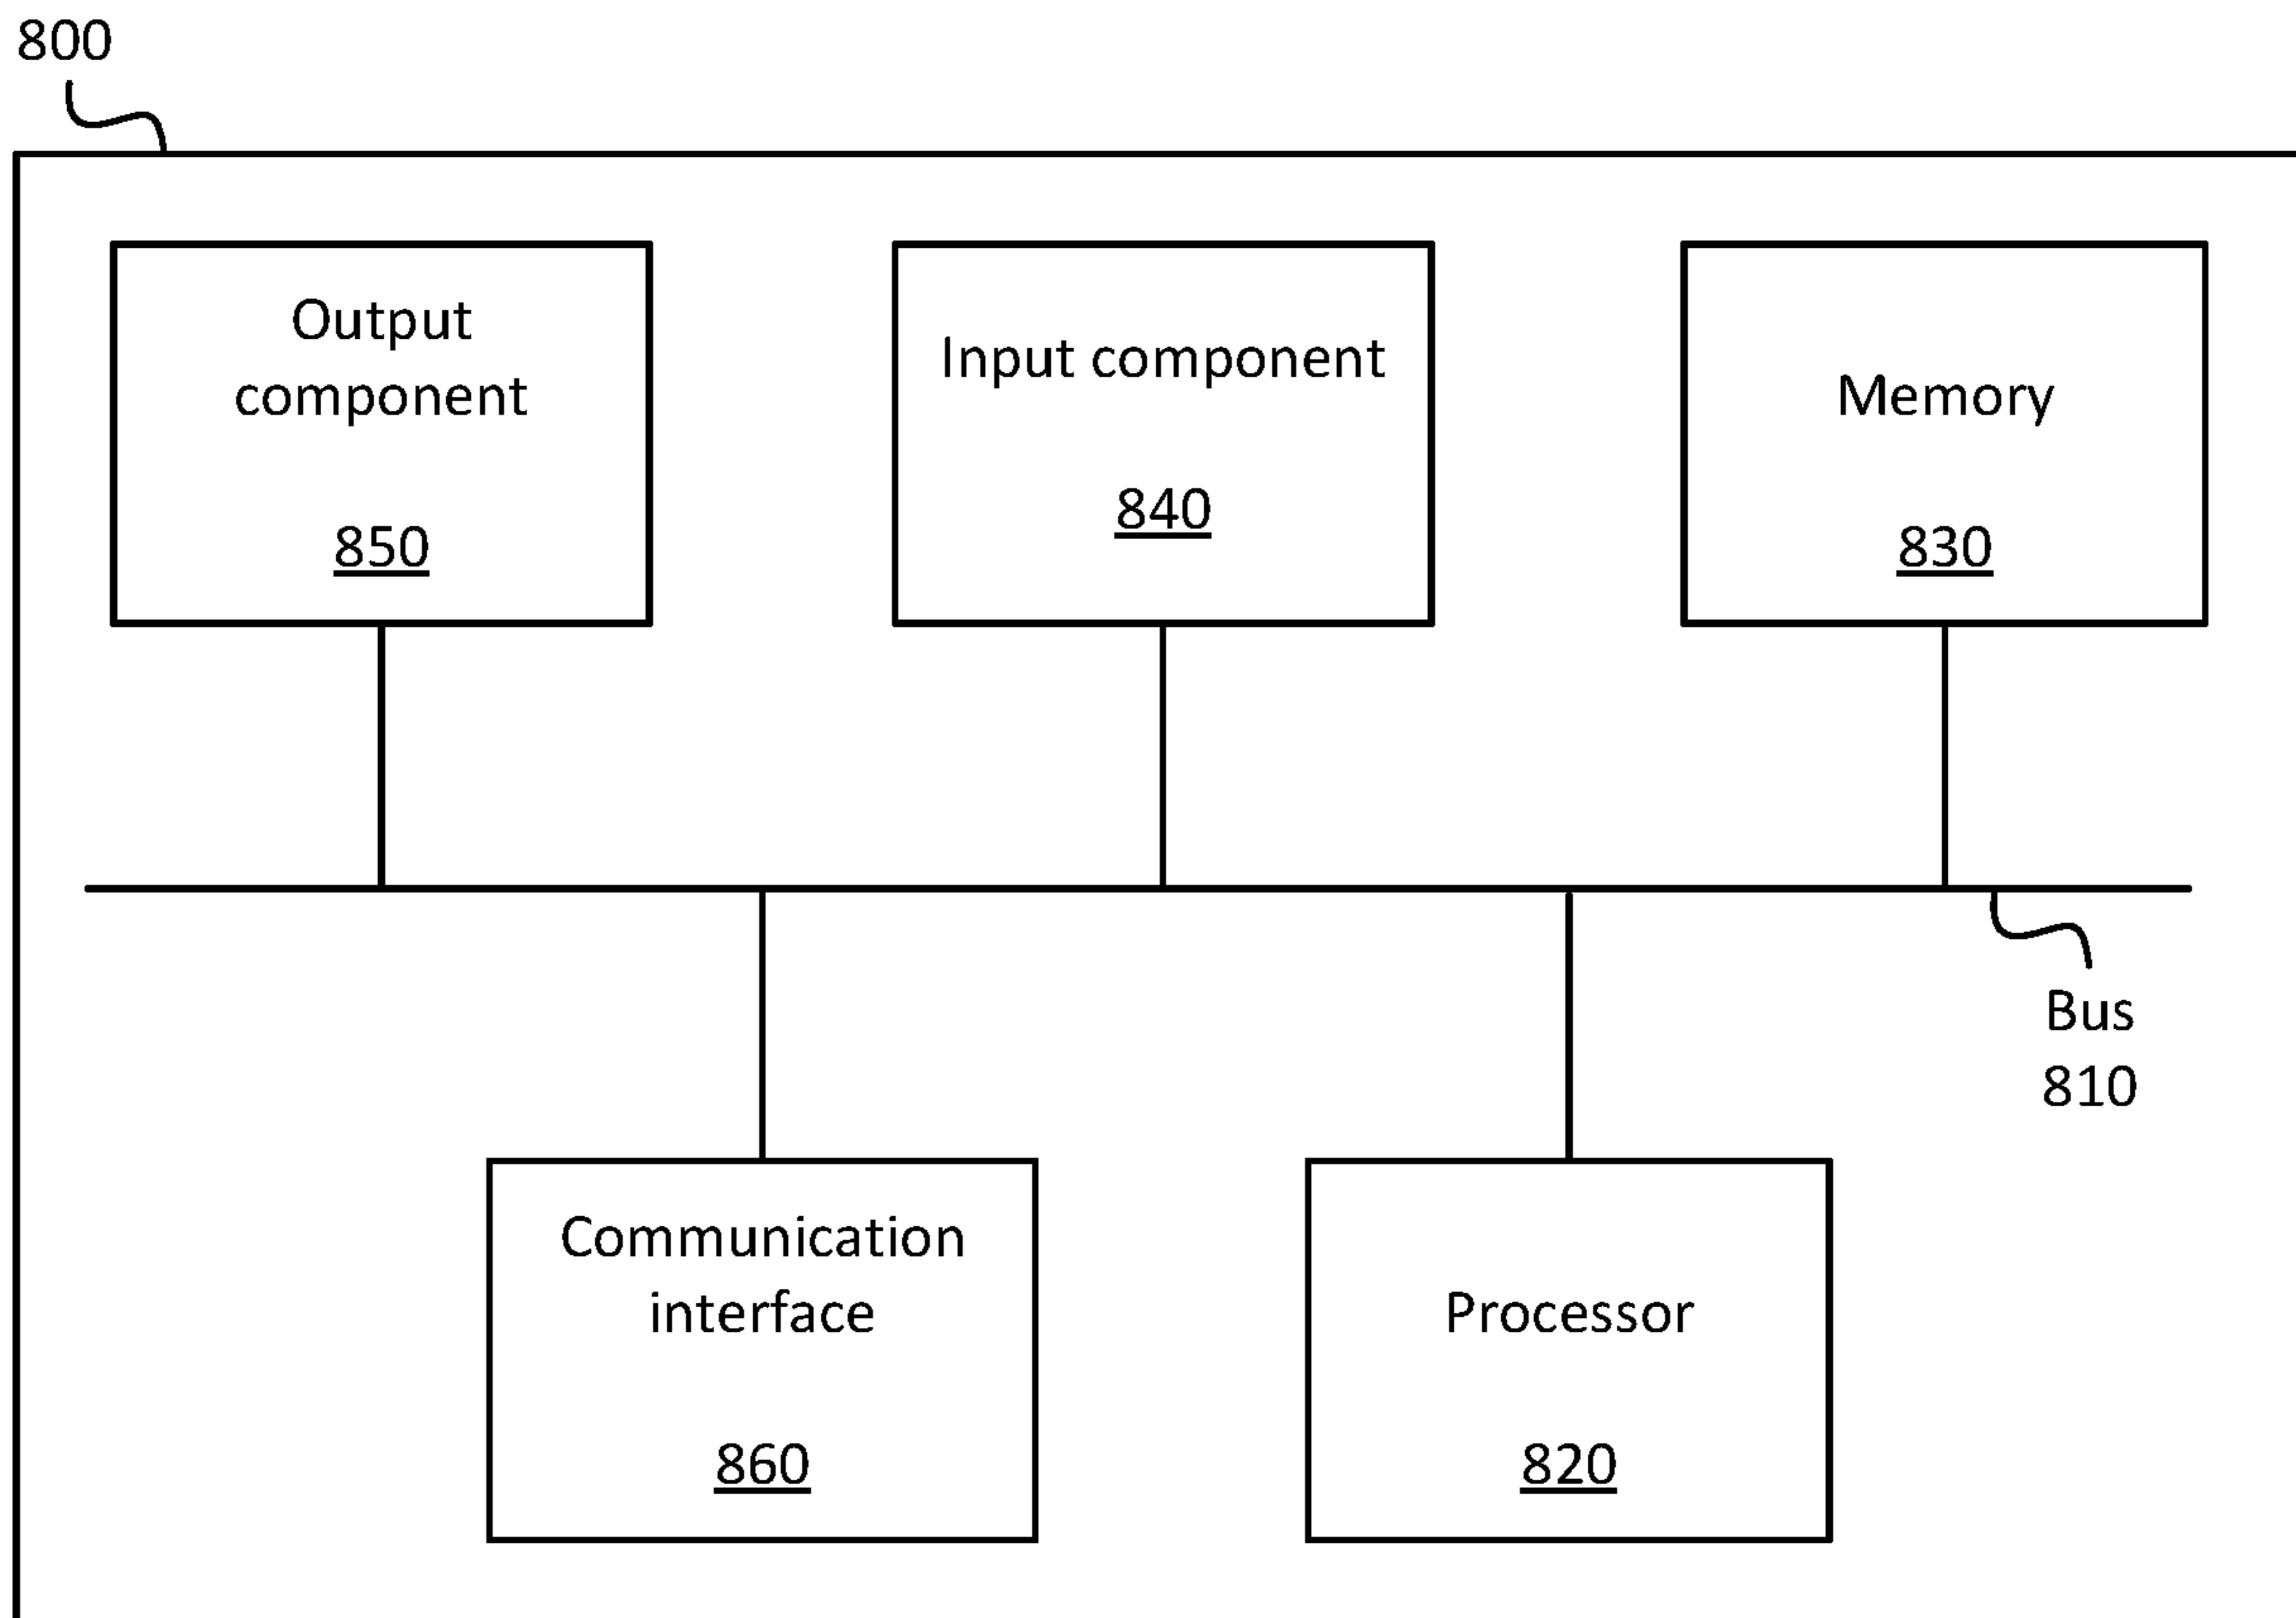 800
Output
component
850
Input component
840
Memory
830
Bus
810
Communication
interface
860
Processor
820